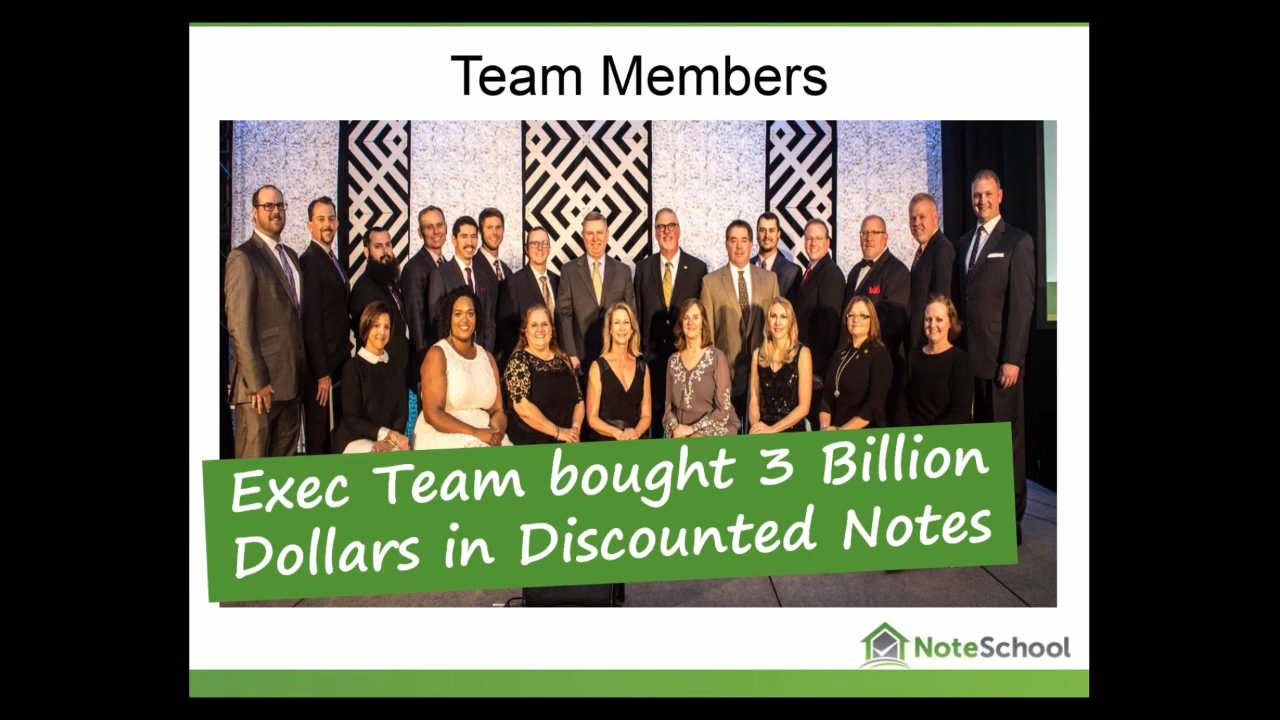 Team Members
Exec Team bought 3 Billion
Dollars in Discounted Notes
NoteSchool